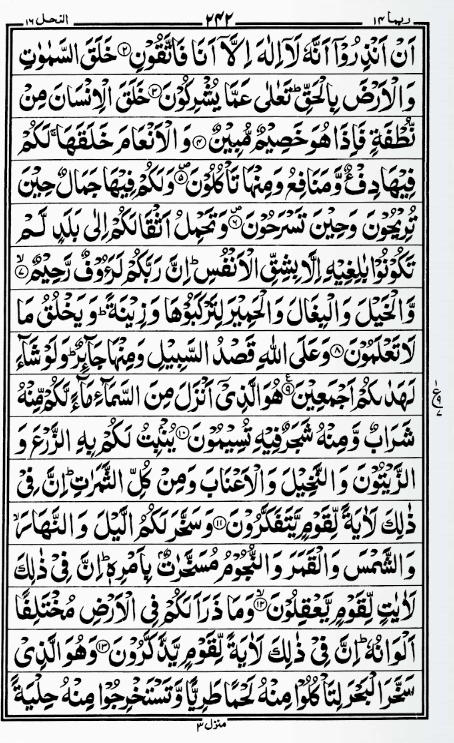 ربما ١٤ ٢٤٢ النحل ١٦
اَنْ اَنْذِرُوْۤا اَنَّهٗ لَاۤ اِلٰهَ اِلَّاۤ اَنَا فَاتَّقُوْنِ ﴿٢﴾ خَلَقَ السَّمٰوٰتِ
وَالْاَرْضَ بِالْحَقِّ ؕ تَعٰلٰى عَمَّا يُشْرِكُوْنَ ﴿٣﴾ خَلَقَ الْاِنْسَانَ مِنْ
نُّطْفَةٍ فَاِذَا هُوَ خَصِيْمٌ مُّبِيْنٌ ﴿٤﴾ وَالْاَنْعَامَ خَلَقَهَا ۚ لَكُمْ
فِيْهَا دِفْءٌ وَّمَنَافِعُ وَمِنْهَا تَاْكُلُوْنَ ﴿٥﴾ وَلَكُمْ فِيْهَا جَمَالٌ حِيْنَ
تُرِيْحُوْنَ وَحِيْنَ تَسْرَحُوْنَ ﴿٦﴾ وَتَحْمِلُ اَثْقَالَكُمْ اِلٰى بَلَدٍ لَّمْ
تَكُوْنُوْا بٰلِغِيْهِ اِلَّا بِشِقِّ الْاَنْفُسِ ؕ اِنَّ رَبَّكُمْ لَرَءُوْفٌ رَّحِيْمٌ ﴿٧﴾
وَّالْخَيْلَ وَالْبِغَالَ وَالْحَمِيْرَ لِتَرْكَبُوْهَا وَزِيْنَةً ؕ وَيَخْلُقُ مَا
لَا تَعْلَمُوْنَ ﴿٨﴾ وَعَلَى اللّٰهِ قَصْدُ السَّبِيْلِ وَمِنْهَا جَآئِرٌ ؕ وَلَوْ شَآءَ
لَهَدٰىكُمْ اَجْمَعِيْنَ ﴿٩﴾ هُوَ الَّذِيْۤ اَنْزَلَ مِنَ السَّمَآءِ مَآءً لَّكُمْ مِّنْهُ
شَرَابٌ وَّمِنْهُ شَجَرٌ فِيْهِ تُسِيْمُوْنَ ﴿١٠﴾ يُنْۢبِتُ لَكُمْ بِهِ الزَّرْعَ وَ
الزَّيْتُوْنَ وَالنَّخِيْلَ وَالْاَعْنَابَ وَمِنْ كُلِّ الثَّمَرٰتِ ؕ اِنَّ فِيْ
ذٰلِكَ لَاٰيَةً لِّقَوْمٍ يَّتَفَكَّرُوْنَ ﴿١١﴾ وَسَخَّرَ لَكُمُ الَّيْلَ وَالنَّهَارَ ۙ
وَالشَّمْسَ وَالْقَمَرَ ؕ وَالنُّجُوْمُ مُسَخَّرٰتٌۢ بِاَمْرِهٖ ؕ اِنَّ فِيْ ذٰلِكَ
لَاٰيٰتٍ لِّقَوْمٍ يَّعْقِلُوْنَ ﴿١٢﴾ وَمَا ذَرَاَ لَكُمْ فِي الْاَرْضِ مُخْتَلِفًا
اَلْوَانُهٗ ؕ اِنَّ فِيْ ذٰلِكَ لَاٰيَةً لِّقَوْمٍ يَّذَّكَّرُوْنَ ﴿١٣﴾ وَهُوَ الَّذِيْ
سَخَّرَ الْبَحْرَ لِتَاْكُلُوْا مِنْهُ لَحْمًا طَرِيًّا وَّتَسْتَخْرِجُوْا مِنْهُ حِلْيَةً
منزل ٣
١
ع
٩
٧